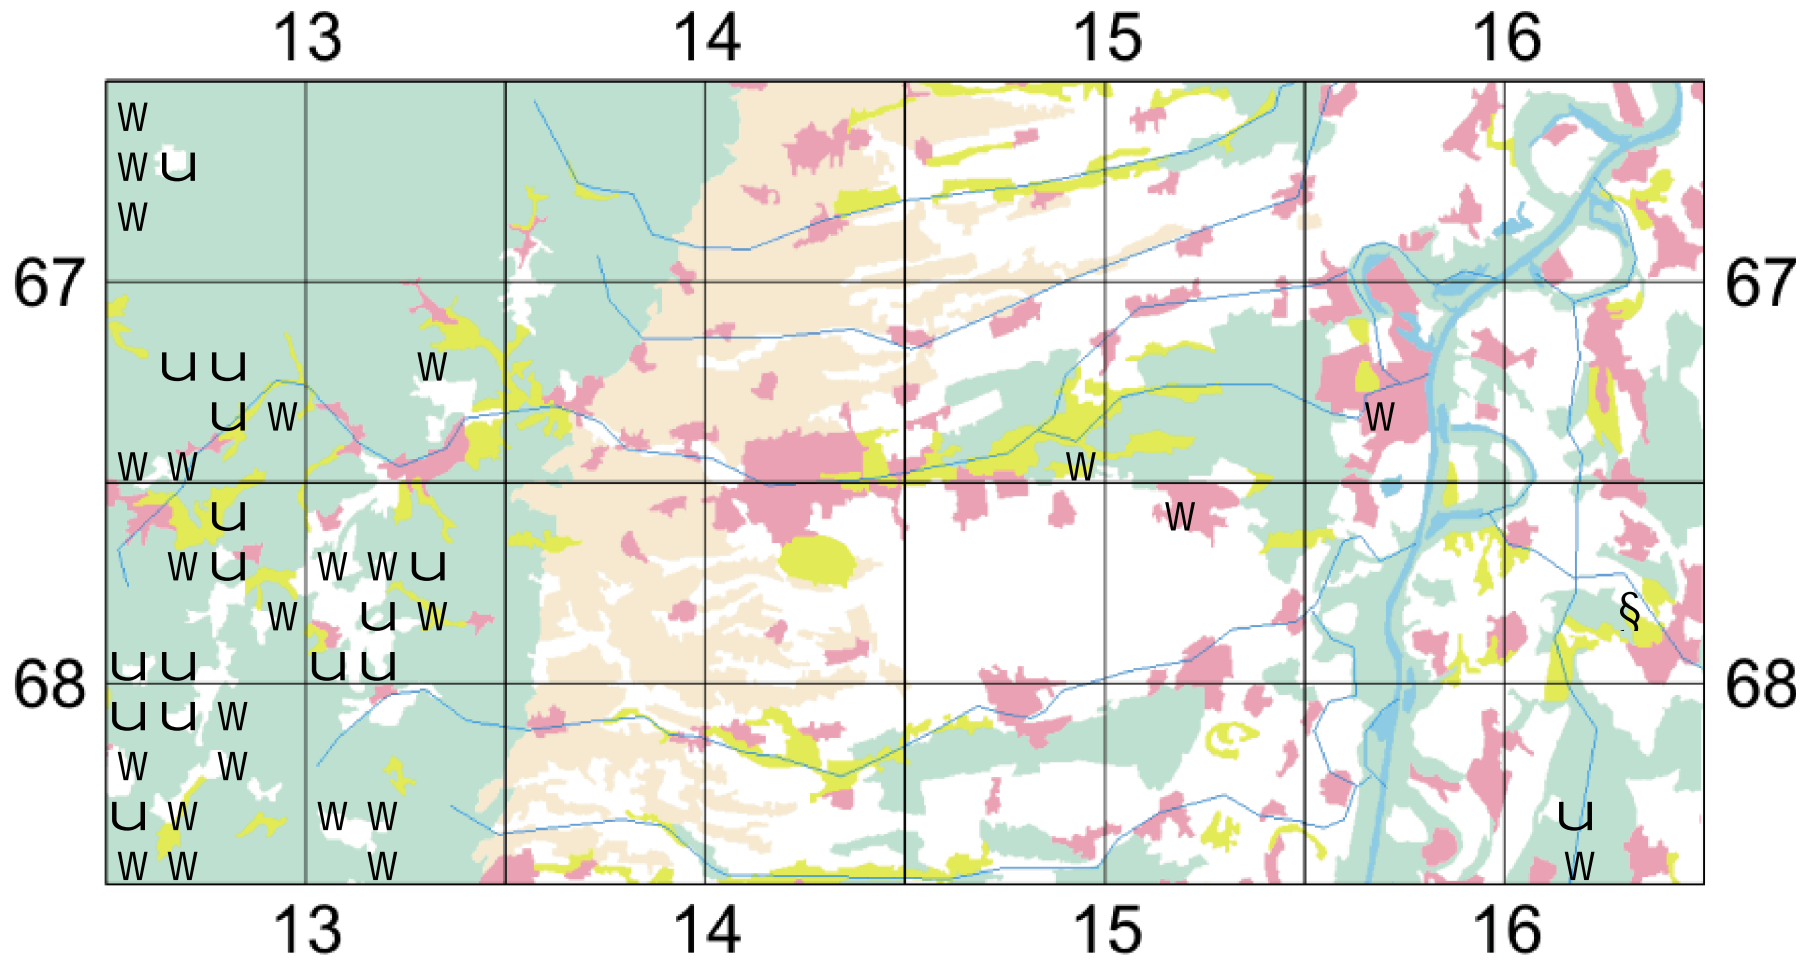 13 14 15 16
w
w u
w
67 67
u u w
u w w
w w w
u w
w u w w u
w u w §
u u u u
68 68
u u w
w w
u w w w u
w w w w
13 14 15 16